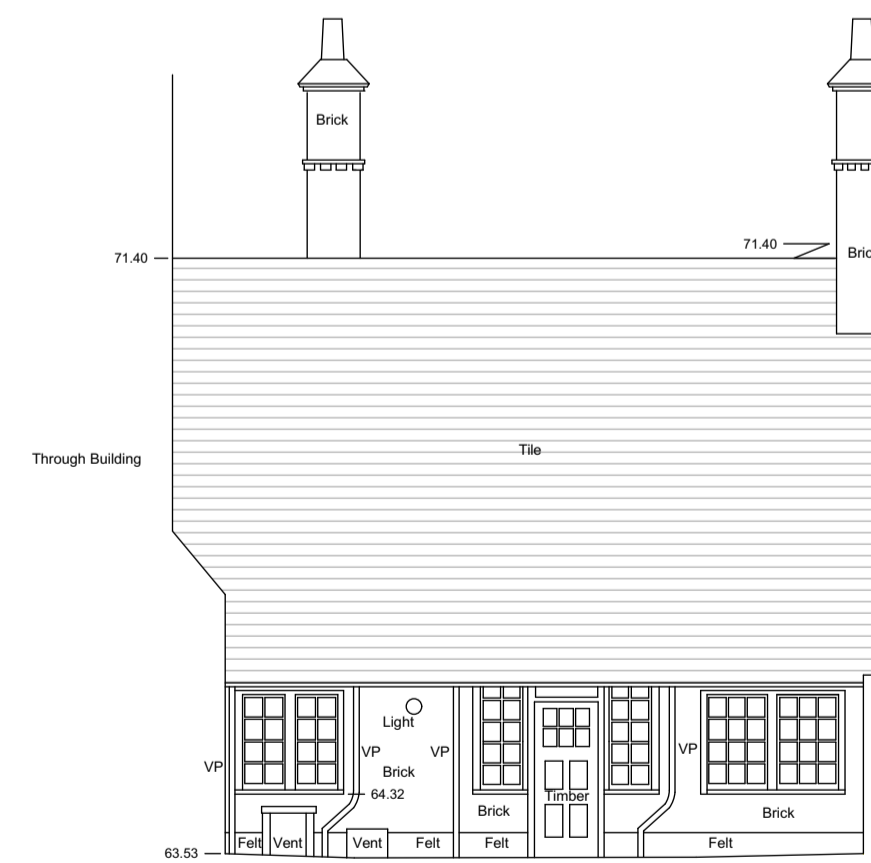 Brick
71.40
Bric
71.40
Tile
Through Building
Light
VP
VP
VP
VP
Brick
64.32
Timber
Brick
Brick
Felt
Vent
Vent
Felt
Felt
Felt
63.53